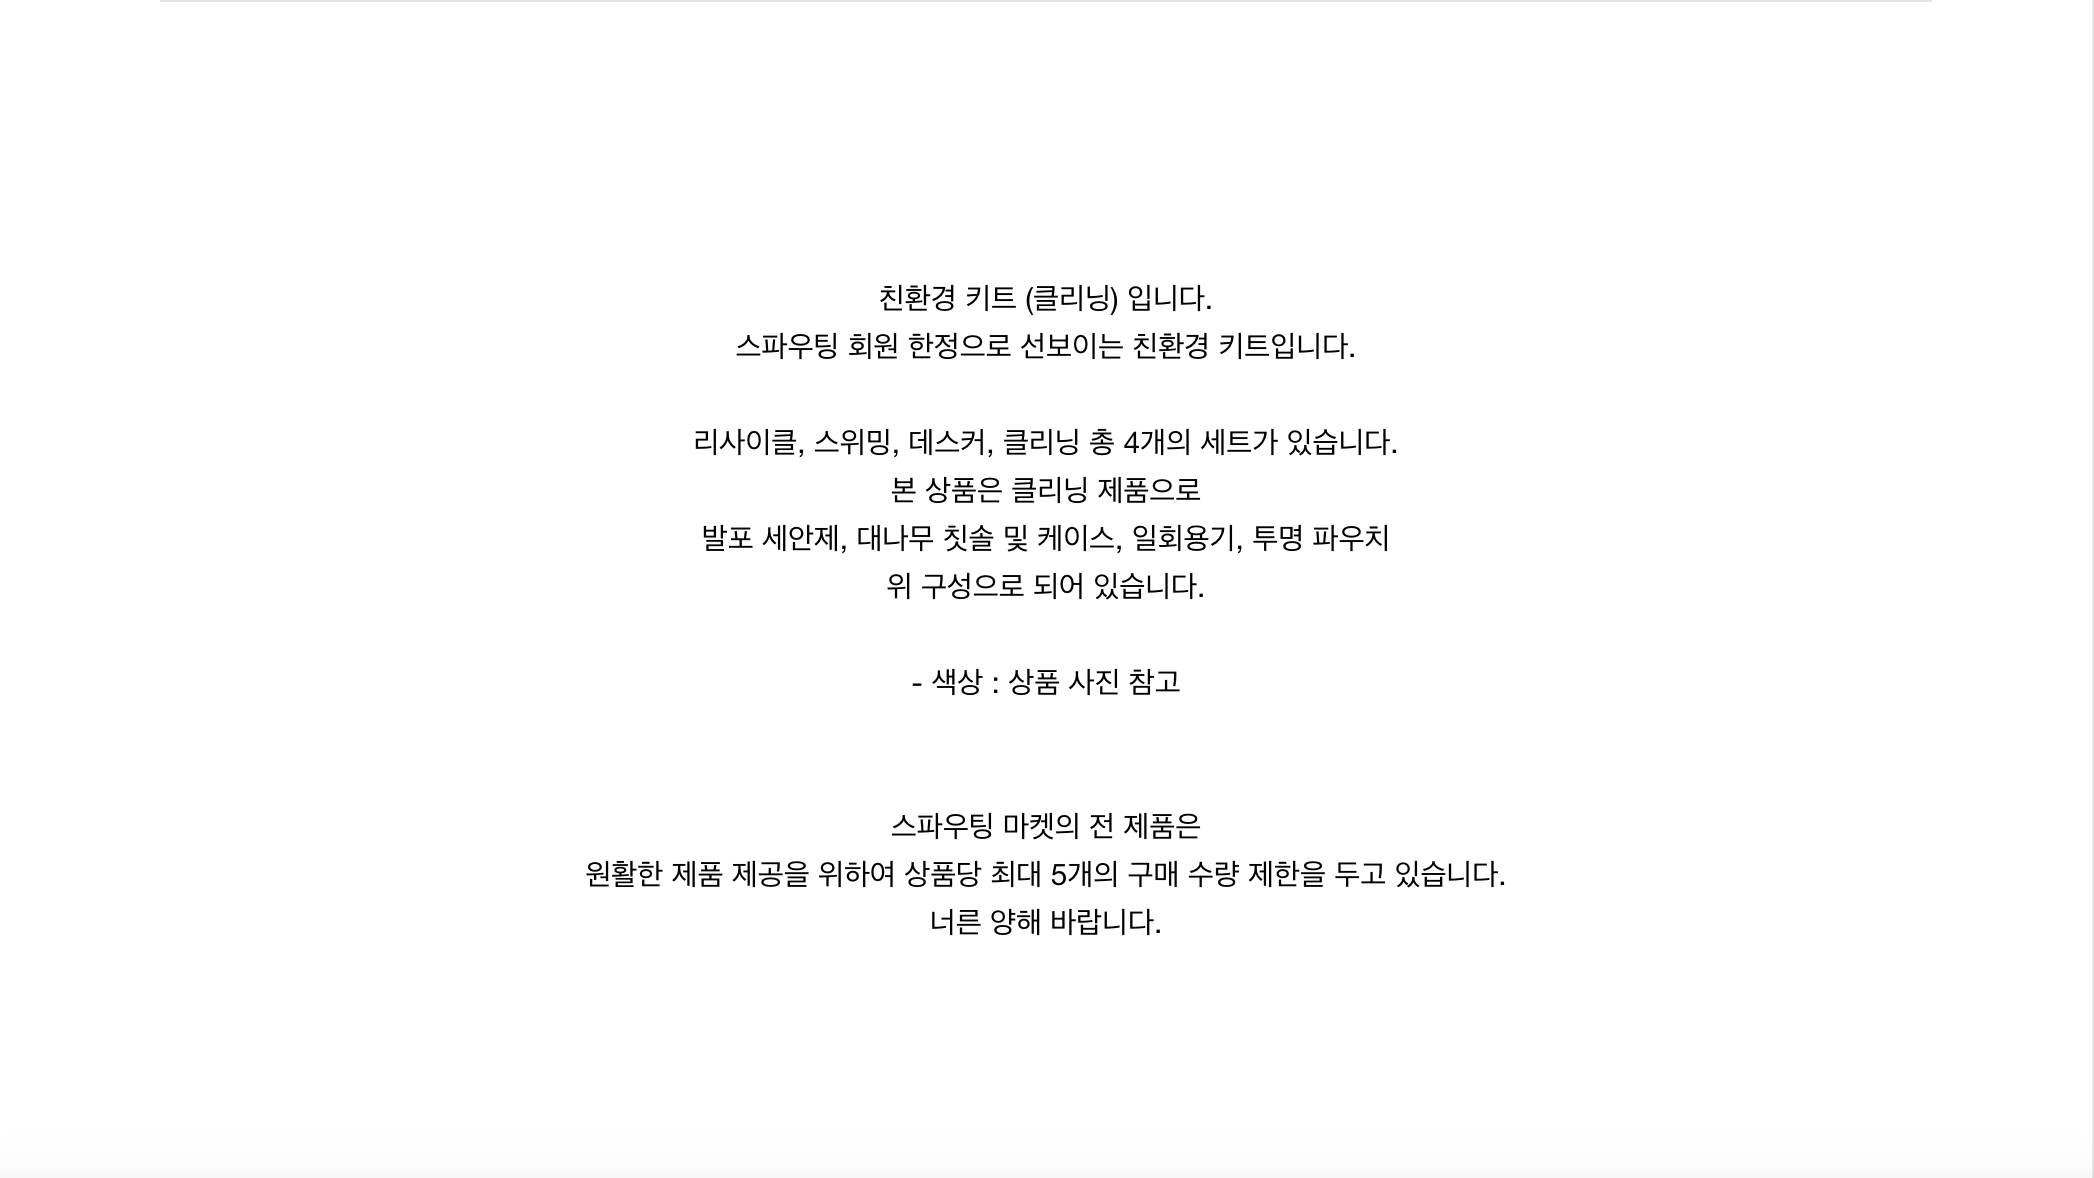 친환경 키트 (클리닝) 입니다.
스파우팅 회원 한정으로 선보이는 친환경 키트입니다.
리사이클, 스위밍, 데스커, 클리닝 총 4개의 세트가 있습니다.
본 상품은 클리닝 제품으로
발포 세안제, 대나무 칫솔 및 케이스, 일회용기, 투명 파우치
위 구성으로 되어 있습니다.
- 색상 : 상품 사진 참고
스파우팅 마켓의 전 제품은
원활한 제품 제공을 위하여 상품당 최대 5개의 구매 수량 제한을 두고 있습니다.
너른 양해 바랍니다.